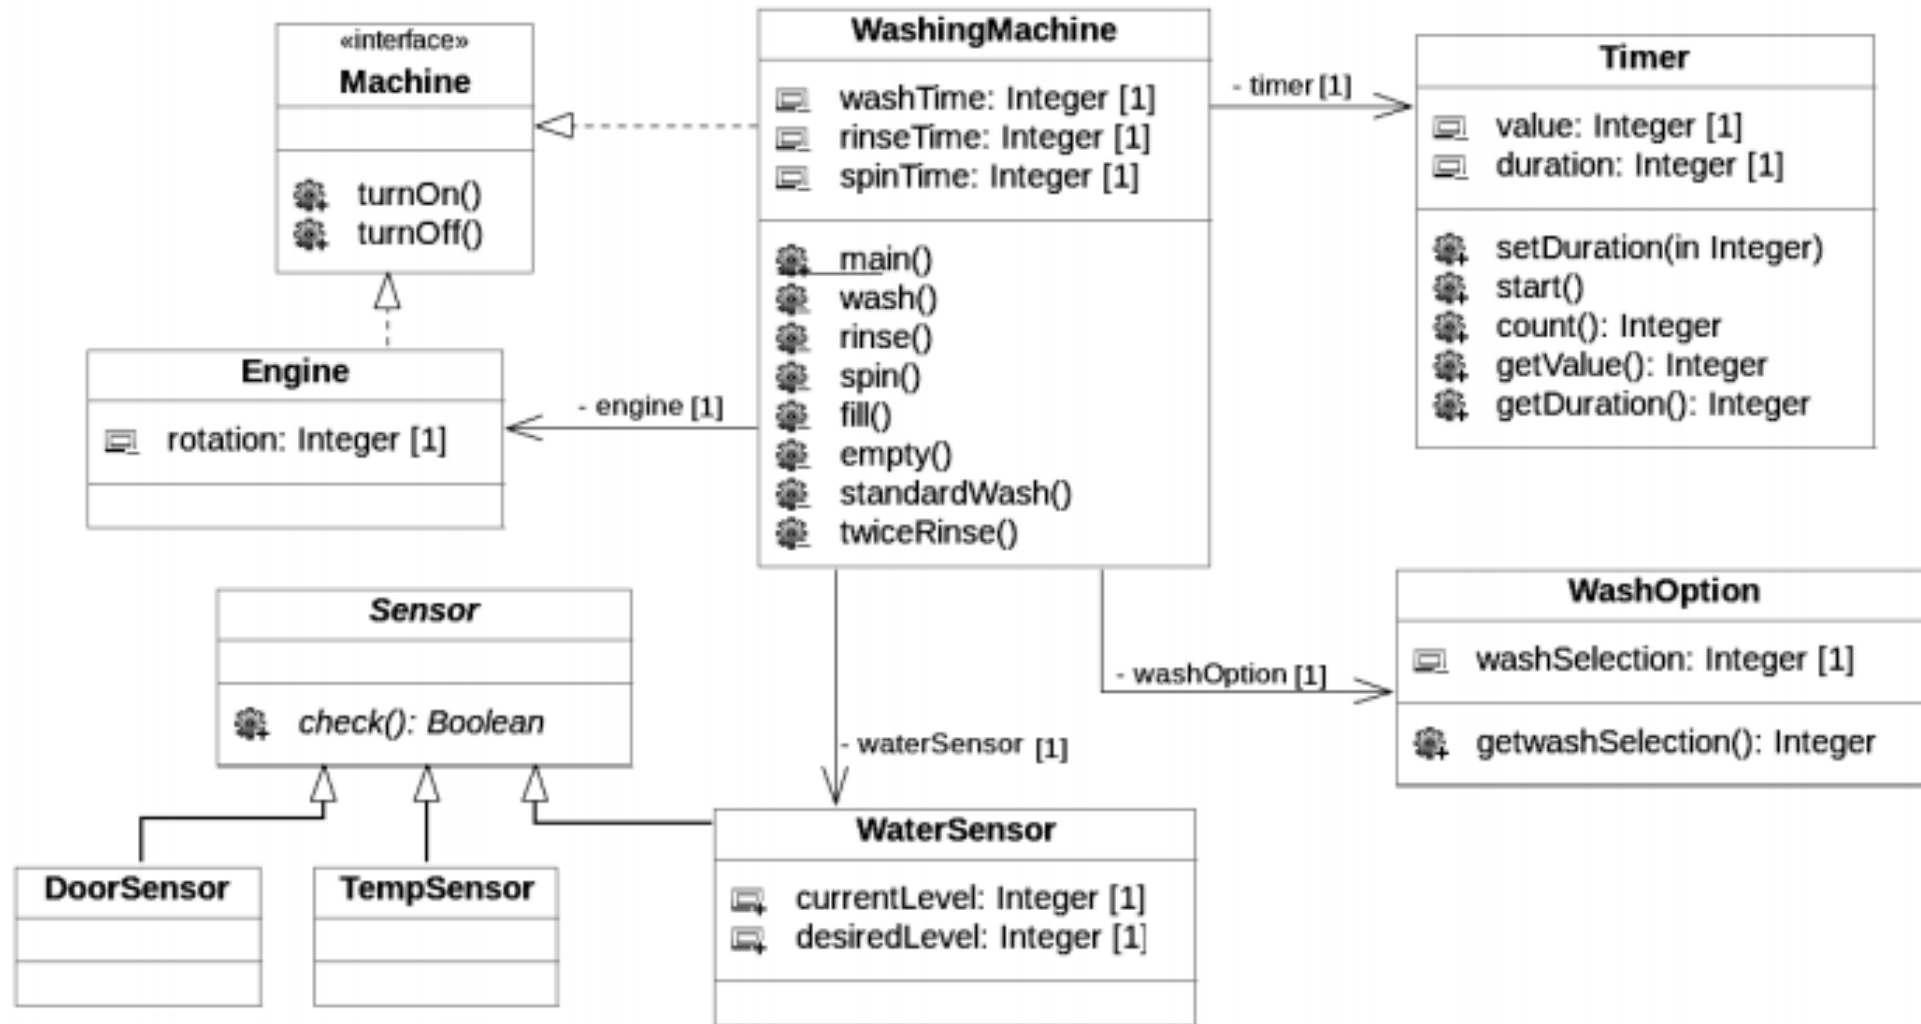 «interface»
Machine
turnOn()
turnOff()
WashingMachine
washTime: Integer [1]
rinseTime: Integer [1]
spinTime: Integer [1]
main()
wash()
rinse()
spin()
fill()
empty()
standardWash()
twiceRinse()
- timer [1]
Timer
value: Integer [1]
duration: Integer [1]
setDuration(in Integer)
start()
count(): Integer
getValue(): Integer
getDuration(): Integer
Engine
rotation: Integer [1]
- engine [1]
Sensor
check(): Boolean
- waterSensor [1]
- washOption [1]
WashOption
washSelection: Integer [1]
getwashSelection(): Integer
DoorSensor
TempSensor
WaterSensor
currentLevel: Integer [1]
desiredLevel: Integer [1]